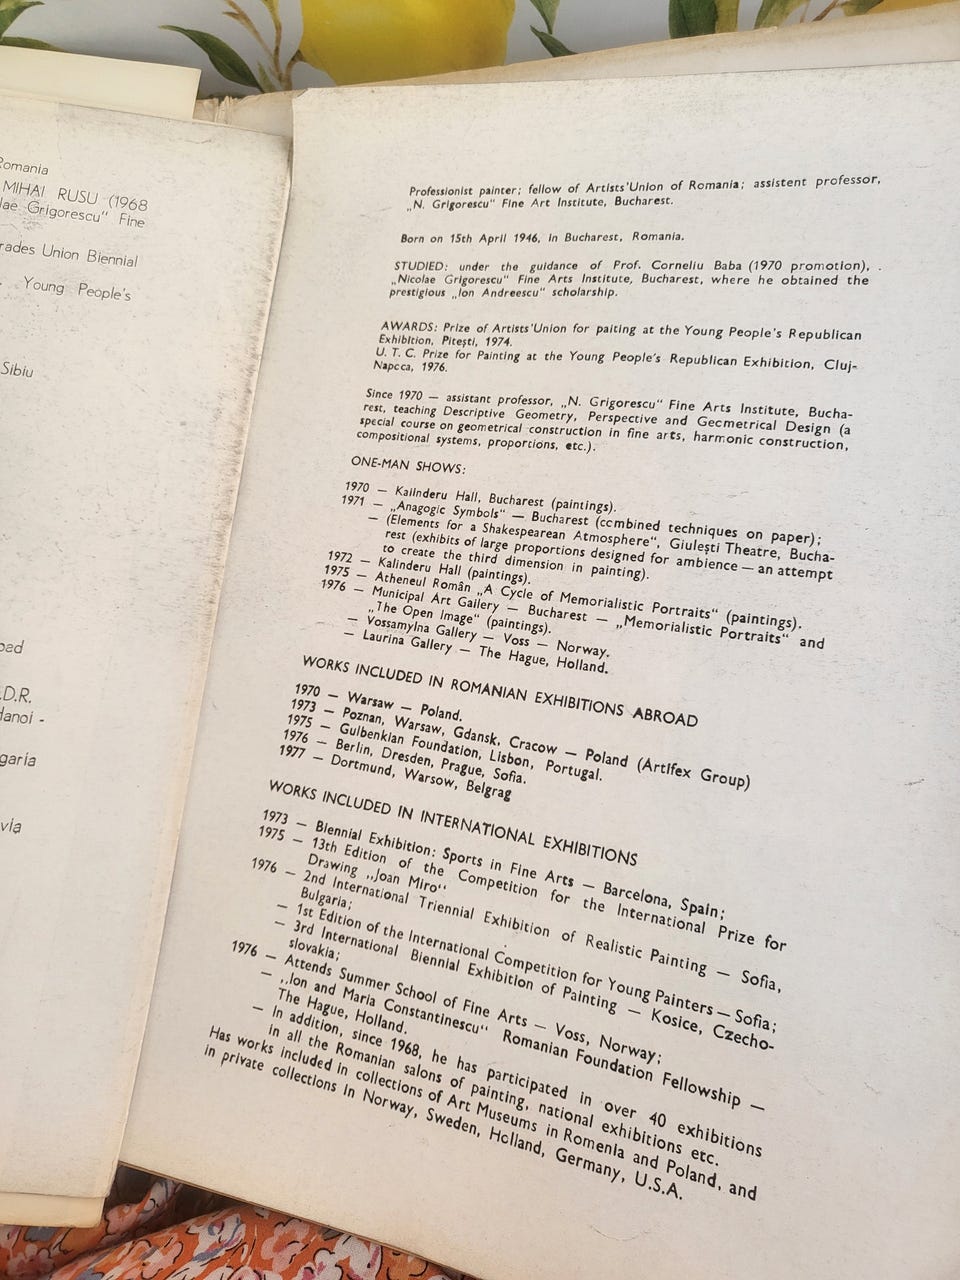 Romania
MIHAI RUSU (1968
lae Grigorescu" Fine
rades Union Biennial
Young People's
Sibiu
oad
.D.R.
Hanoi -
garia
via
Professionist painter; fellow of Artists'Union of Romania; assistent professor,
„N. Grigorescu" Fine Art Institute, Bucharest.
Born on 15th April 1946, in Bucharest, Romania.
STUDIED: under the guidance of Prof. Corneliu Baba (1970 promotion),
„Nicolae Grigorescu" Fine Arts Institute, Bucharest, where he obtained the
prestigious „Ion Andreescu" scholarship.
AWARDS: Prize of Artists'Union for paiting at the Young People's Republican
Exhibition, Pitești, 1974.
U. T. C. Prize for Painting at the Young People's Republican Exhibition, Cluj-
Napcca, 1976.
Since 1970 — assistant professor, „N. Grigorescu" Fine Arts Institute, Bucha-
rest, teaching Descriptive Geometry, Perspective and Gecmetrical Design (a
special course on geometrical construction in fine arts, harmonic construction,
compositional systems, proportions, etc.).
ONE-MAN SHOWS:
1970 — Kalinderu Hall, Bucharest (paintings).
1971 — „Anagogic Symbols" — Bucharest (ccmbined techniques on paper);
— (Elements for a Shakespearean Atmosphere", Giulești Theatre, Bucha-
rest (exhibits of large proportions designed for ambience — an attempt
to create the third dimension in painting).
1972 — Kalinderu Hall (paintings).
1975 — Atheneul Român „A Cycle of Memorialistic Portraits" (paintings).
1976 — Municipal Art Gallery — Bucharest — „Memorialistic Portraits" and
„The Open Image" (paintings).
— Vossamylna Gallery — Voss — Norway.
— Laurina Gallery — The Hague, Holland.
WORKS INCLUDED IN ROMANIAN EXHIBITIONS ABROAD
1970 — Warsaw — Poland.
1973 — Poznan, Warsaw, Gdansk, Cracow — Poland (Artifex Group)
1975 — Gulbenkian Foundation, Lisbon, Portugal.
1976 — Berlin, Dresden, Prague, Sofia.
1977 — Dortmund, Warsow, Belgrag
WORKS INCLUDED IN INTERNATIONAL EXHIBITIONS
1973 — Biennial Exhibition: Sports in Fine Arts — Barcelona, Spain;
1975 — 13th Edition of the Competition for the International Prize for
Drawing „Joan Miro"
1976 — 2nd International Triennial Exhibition of Realistic Painting — Sofia,
Bulgaria;
— 1st Edition of the International Competition for Young Painters — Sofia;
— 3rd International Biennial Exhibition of Painting — Kosice, Czecho-
slovakia;
1976 — Attends Summer School of Fine Arts — Voss, Norway;
— „Ion and Maria Constantinescu" Romanian Foundation Fellowship —
The Hague, Holland.
— In addition, since 1968, he has participated in over 40 exhibitions
in all the Romanian salons of painting, national exhibitions etc.
Has works included in collections of Art Museums in Romenia and Poland, and
in private collections in Norway, Sweden, Holland, Germany, U.S.A.